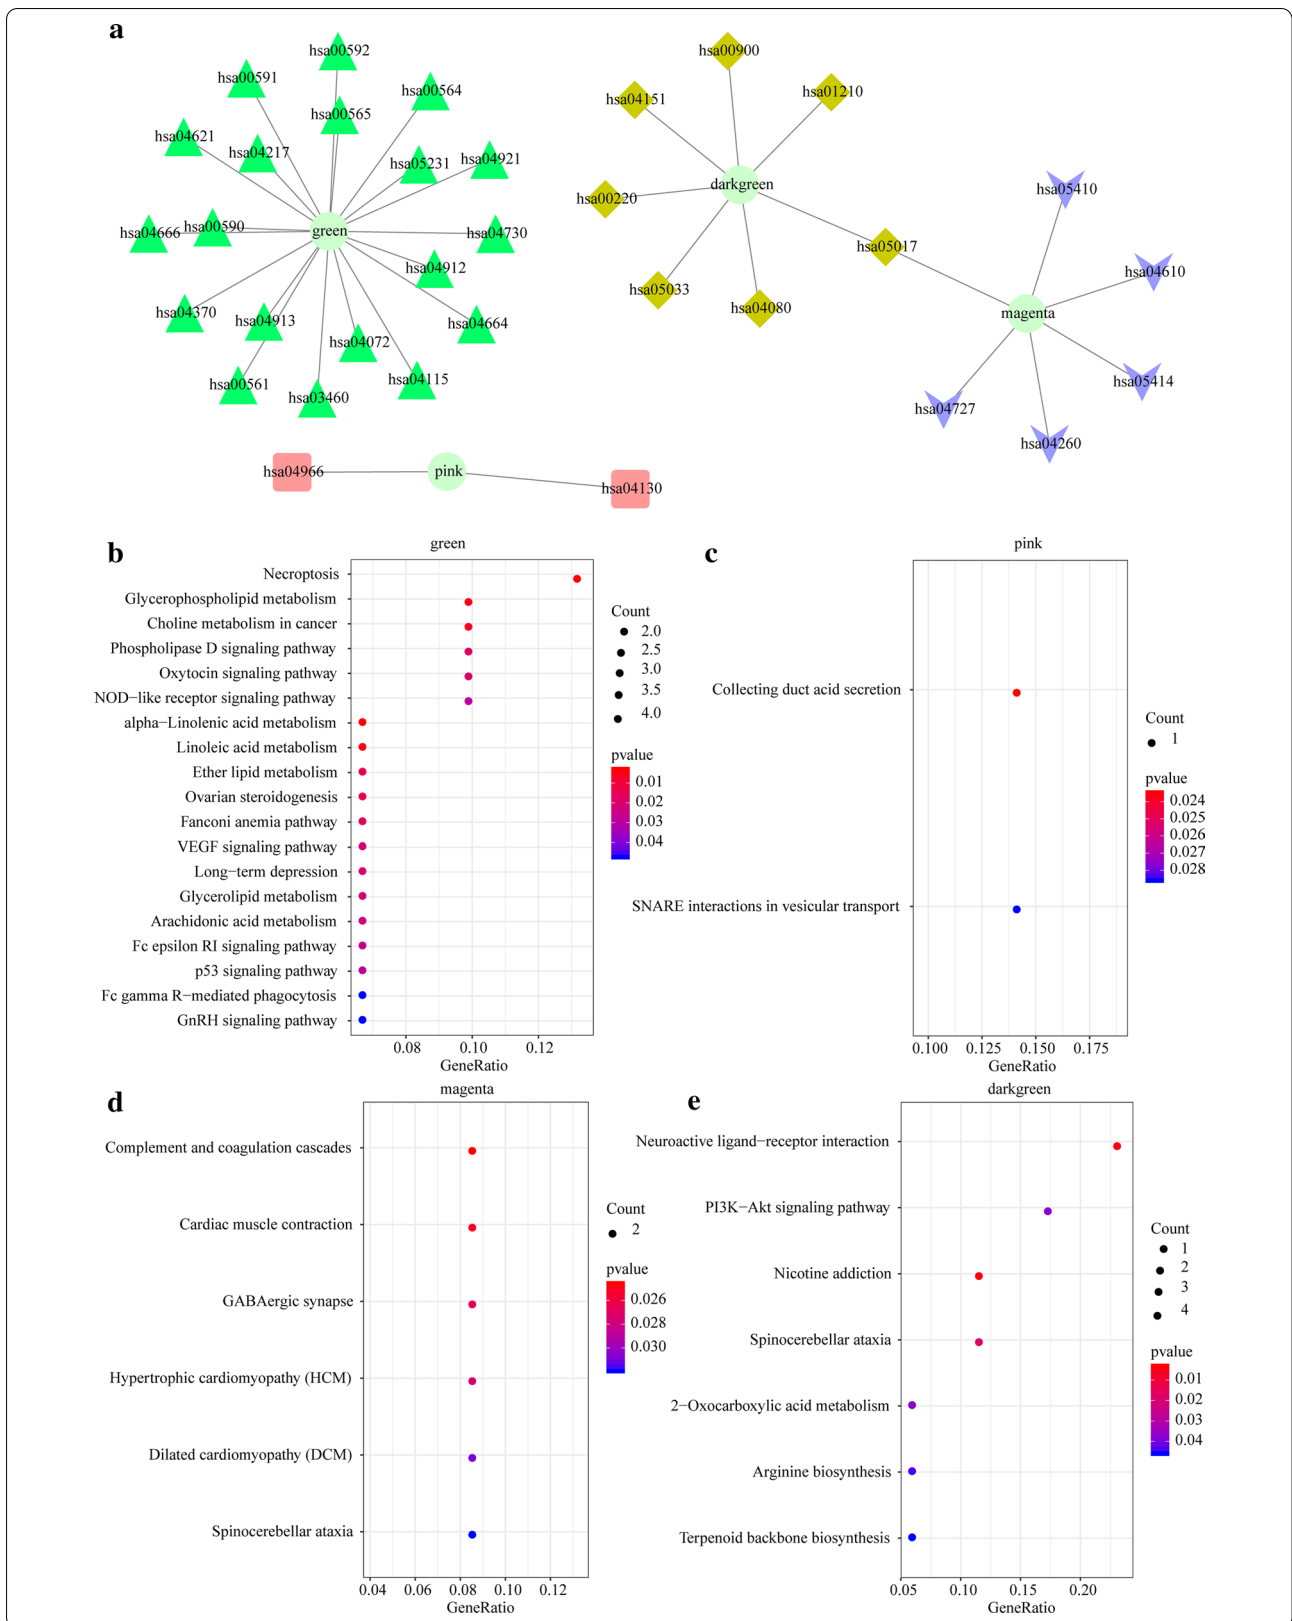 a
hsa00592
hsa00591
hsa00564
hsa00565
hsa04621
hsa04217
hsa05231
hsa04921
hsa04666
hsa00590
green
hsa04730
hsa04912
hsa04370
hsa04913
hsa04664
hsa04072
hsa00561
hsa04115
hsa03460
hsa00900
hsa04151
hsa01210
darkgreen
hsa00220
hsa05017
hsa05033
hsa04080
hsa05410
hsa04610
magenta
hsa05414
hsa04727
hsa04260
hsa04966
pink
hsa04130
b
green
Necroptosis
Glycerophospholipid metabolism
Choline metabolism in cancer
Phospholipase D signaling pathway
Oxytocin signaling pathway
NOD−like receptor signaling pathway
alpha−Linolenic acid metabolism
Linoleic acid metabolism
Ether lipid metabolism
Ovarian steroidogenesis
Fanconi anemia pathway
VEGF signaling pathway
Long−term depression
Glycerolipid metabolism
Arachidonic acid metabolism
Fc epsilon RI signaling pathway
p53 signaling pathway
Fc gamma R−mediated phagocytosis
GnRH signaling pathway
0.08 0.10 0.12
GeneRatio
Count
2.0
2.5
3.0
3.5
4.0
pvalue
0.01
0.02
0.03
0.04
c
pink
Collecting duct acid secretion
SNARE interactions in vesicular transport
0.100 0.125 0.150 0.175
GeneRatio
Count
1
pvalue
0.024
0.025
0.026
0.027
0.028
d
magenta
Complement and coagulation cascades
Cardiac muscle contraction
GABAergic synapse
Hypertrophic cardiomyopathy (HCM)
Dilated cardiomyopathy (DCM)
Spinocerebellar ataxia
0.04 0.06 0.08 0.10 0.12
GeneRatio
Count
2
pvalue
0.026
0.028
0.030
e
darkgreen
Neuroactive ligand−receptor interaction
PI3K−Akt signaling pathway
Nicotine addiction
Spinocerebellar ataxia
2−Oxocarboxylic acid metabolism
Arginine biosynthesis
Terpenoid backbone biosynthesis
0.05 0.10 0.15 0.20
GeneRatio
Count
1
2
3
4
pvalue
0.01
0.02
0.03
0.04